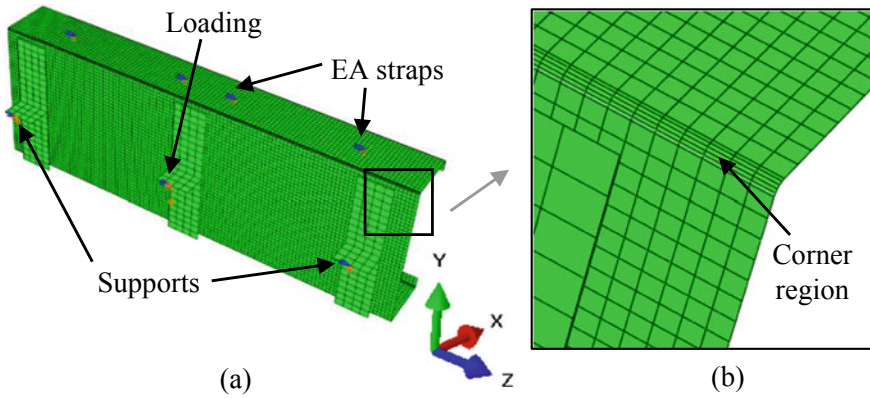 Loading
EA straps
Supports
Y
X
Z
(a)
Corner
region
(b)